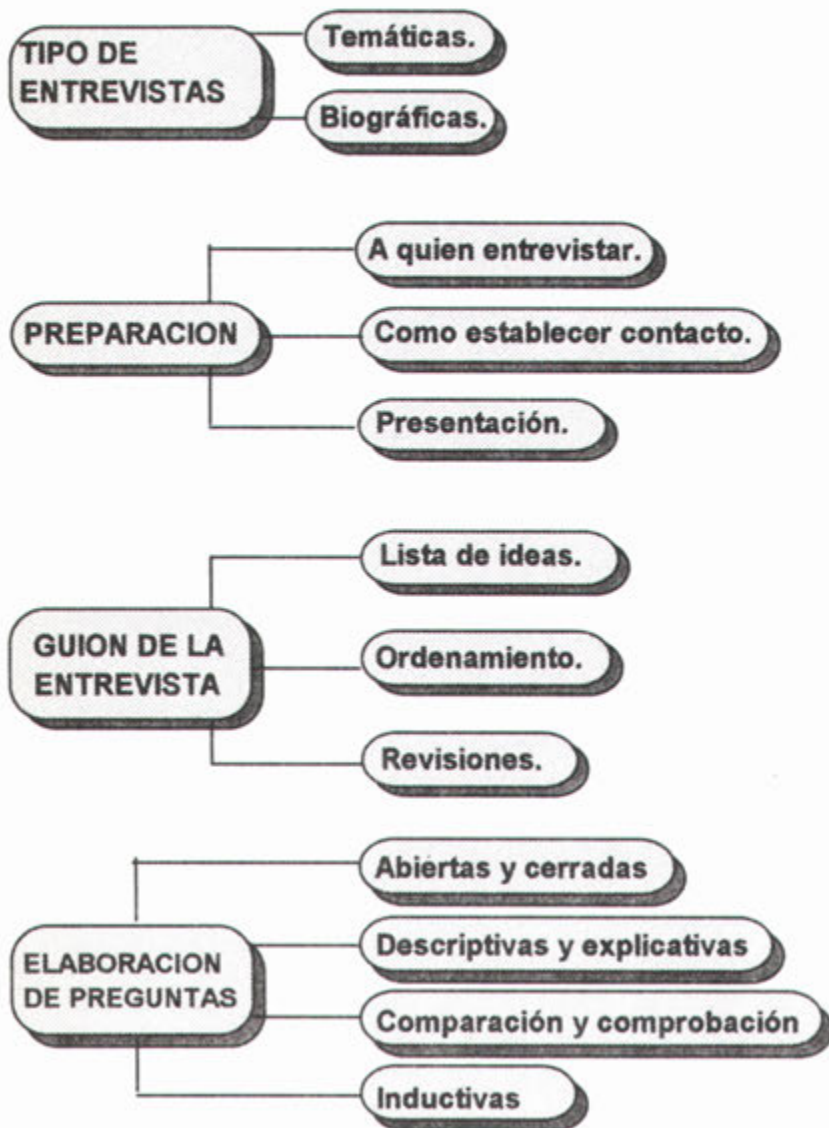 TIPO DE
ENTREVISTAS
Temáticas.
Biográficas.
PREPARACION
A quien entrevistar.
Como establecer contacto.
Presentación.
GUION DE LA
ENTREVISTA
Lista de ideas.
Ordenamiento.
Revisiones.
ELABORACION
DE PREGUNTAS
Abiertas y cerradas
Descriptivas y explicativas
Comparación y comprobación
Inductivas